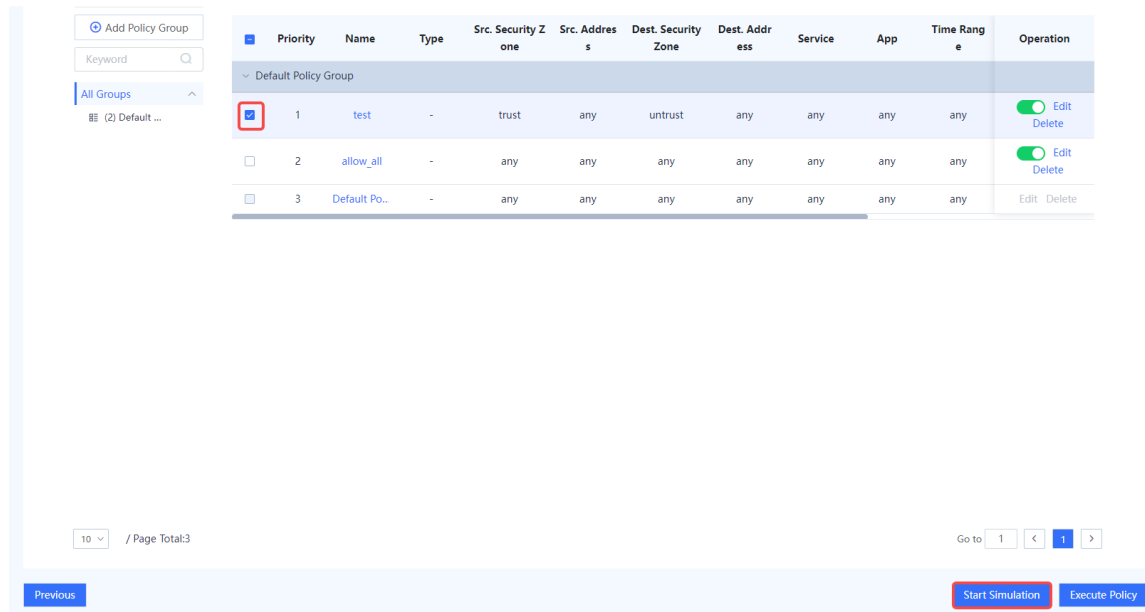 Add Policy Group
Keyword
All Groups
(2) Default ...
Priority Name Type Src. Security Z Src. Addres Dest. Security Dest. Addr Service App Time Rang Operation
one s Zone ess e
Default Policy Group
1 test - trust any untrust any any any any Edit
Delete
2 allow_all - any any any any any any any Edit
Delete
3 Default Po... - any any any any any any any Edit Delete
10 / Page Total:3 Go to 1 < 1 >
Previous Start Simulation Execute Policy